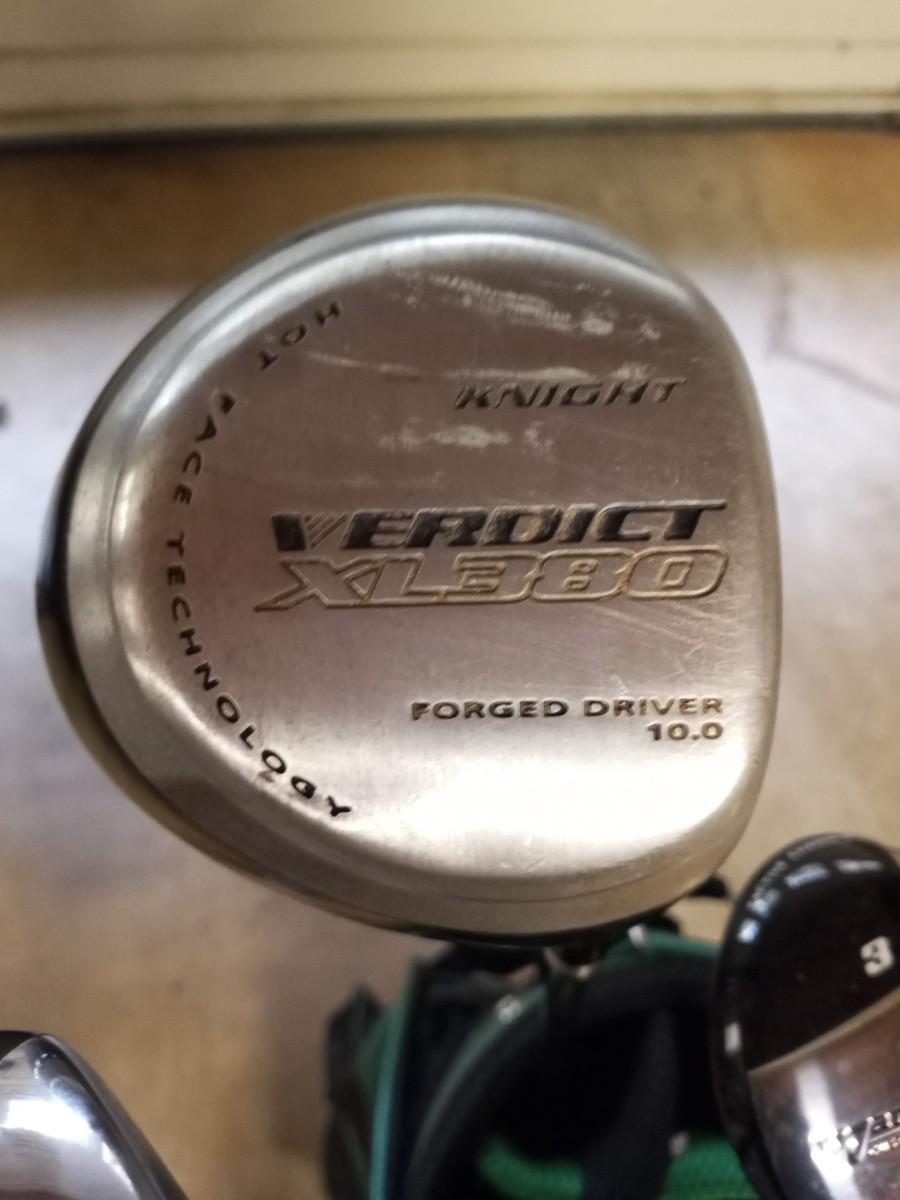 HOT FACE TECHNOLOGY
KNIGHT
VERDICT
XL380
FORGED DRIVER
10.0
3